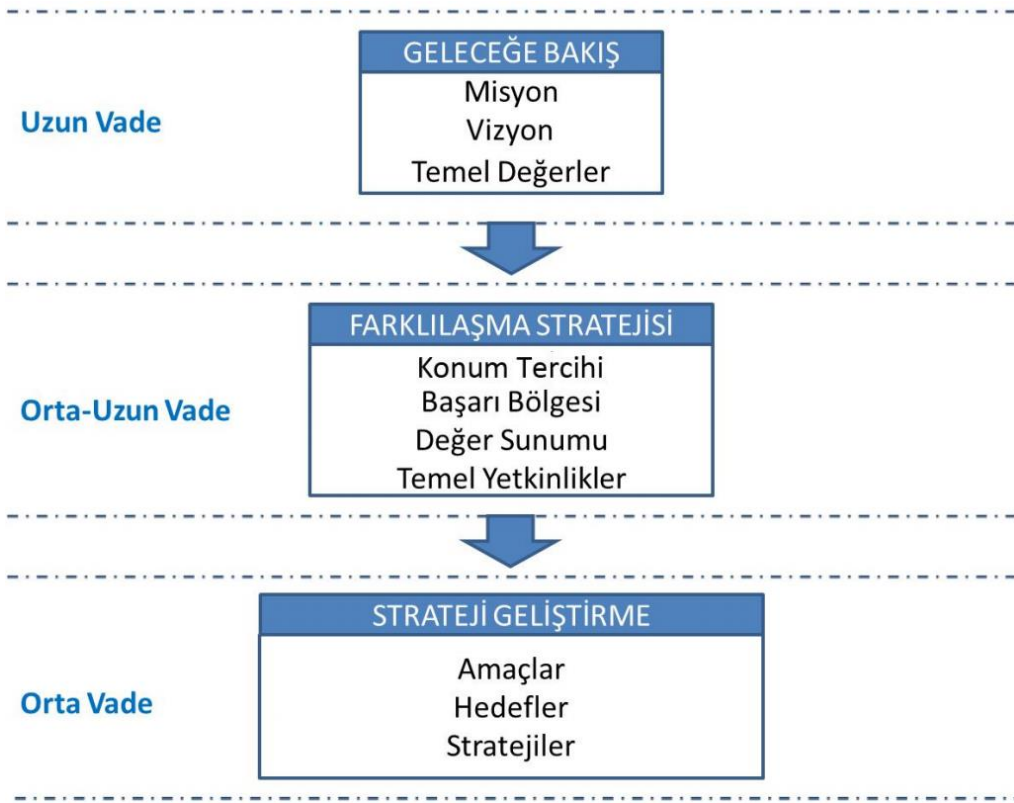 GELECEĞE BAKIŞ
Misyon
Uzun Vade
Vizyon
Temel Değerler
FARKLILAŞMA STRATEJİSİ
Konum Tercihi
Orta-Uzun Vade
Başarı Bölgesi
Değer Sunumu
Temel Yetkinlikler
STRATEJİ GELİŞTİRME
Amaçlar
Orta Vade
Hedefler
Stratejiler